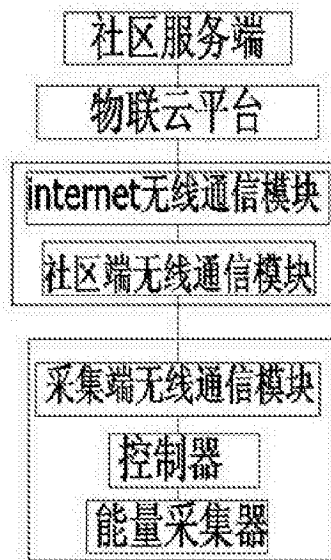 社区服务端
物联云平台
internet无线通信模块
社区端无线通信模块
采集端无线通信模块
控制器
能量采集器